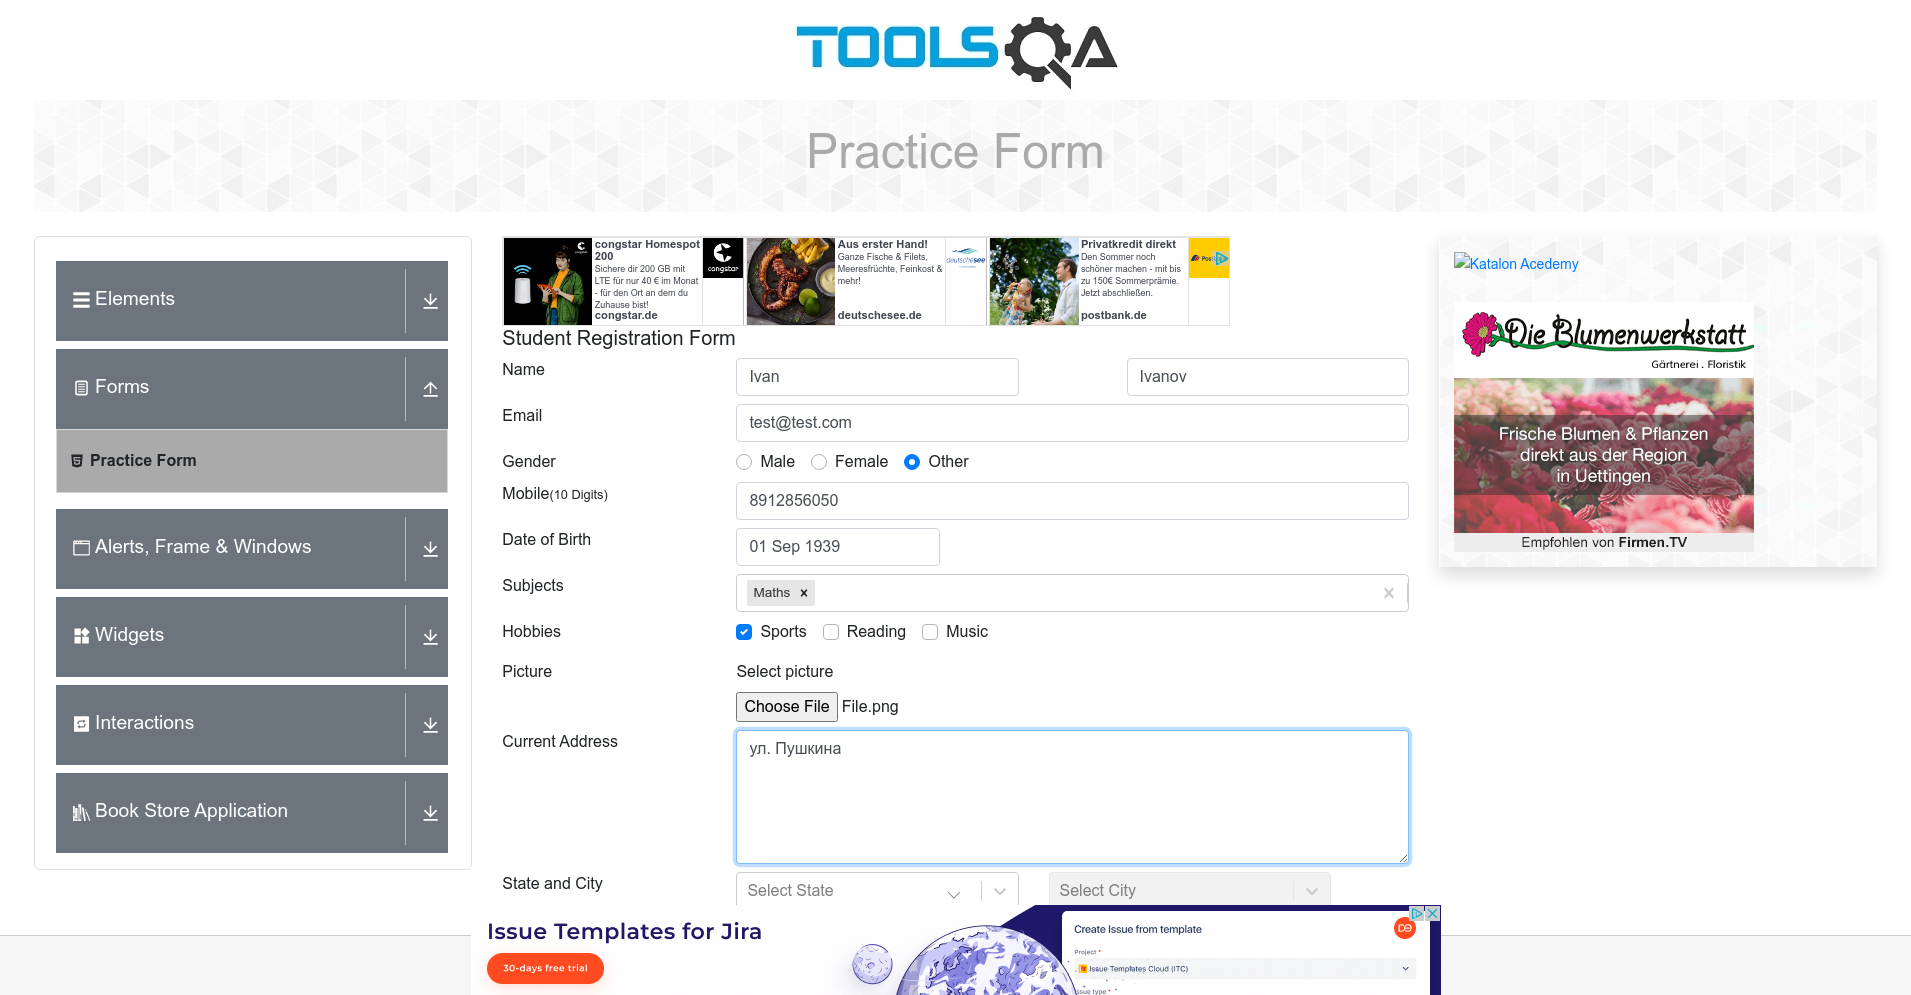 TOOLSQA
Practice Form
Elements
Forms
Practice Form
Alerts, Frame & Windows
Widgets
Interactions
Book Store Application
congstar Homespot
200
Sichere dir 200 GB mit
LTE für nur 40 € im Monat
- für den Ort an dem du
Zuhause bist!
congstar.de
congstar
Aus erster Hand!
Ganze Fische & Filets,
Meeresfrüchte, Feinkost &
mehr!
deutschesee.de
deutschesee
Privatkredit direkt
Den Sommer noch
schöner machen - mit bis
zu 150€ Sommerprämie.
Jetzt abschließen.
postbank.de
Student Registration Form
Name
Ivan
Ivanov
Email
test@test.com
Gender
Male
Female
Other
Mobile(10 Digits)
8912856050
Date of Birth
01 Sep 1939
Subjects
Maths
Hobbies
Sports
Reading
Music
Picture
Select picture
Choose File File.png
Current Address
ул. Пушкина
State and City
Select State
Select City
Katalon Acedemy
Die Blumenwerkstatt
Gärtnerei . Floristik
Frische Blumen & Pflanzen
direkt aus der Region
in Uettingen
Empfohlen von Firmen.TV
Issue Templates for Jira
30-days free trial
Create Issue from template
Project *
Issue Templates Cloud (ITC)
Issue type *